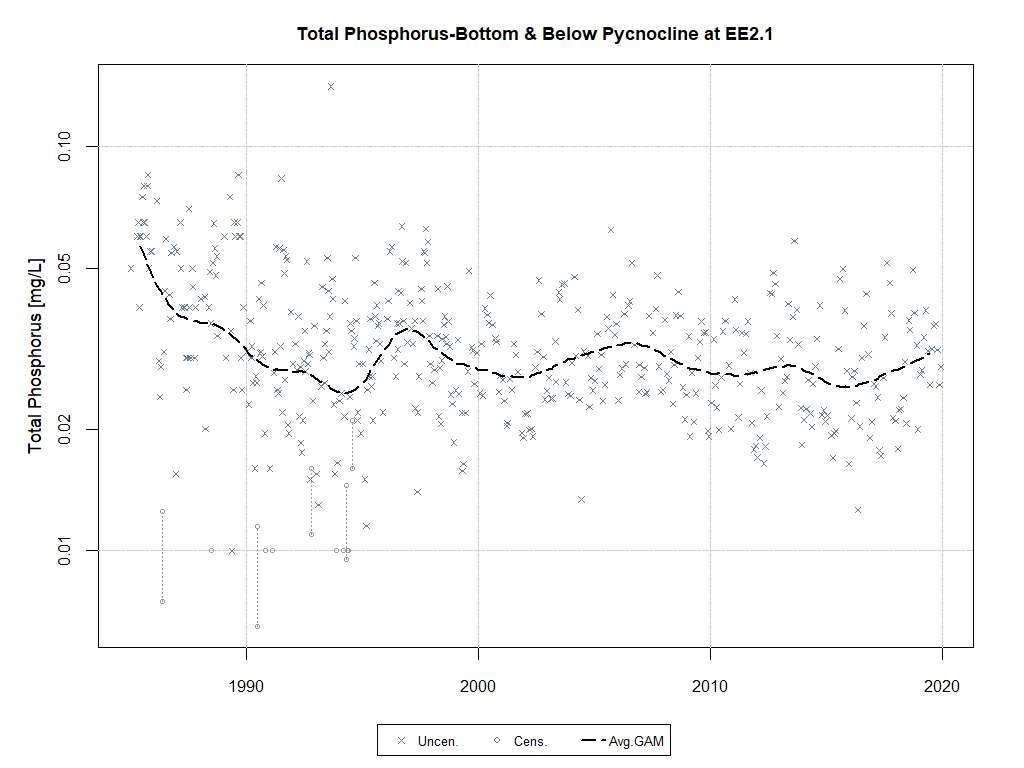 Total Phosphorus-Bottom & Below Pycnocline at EE2.1
Total Phosphorus [mg/L]
0.10
0.05
0.02
0.01
1990 2000 2010 2020
Uncen. Cens. Avg.GAM